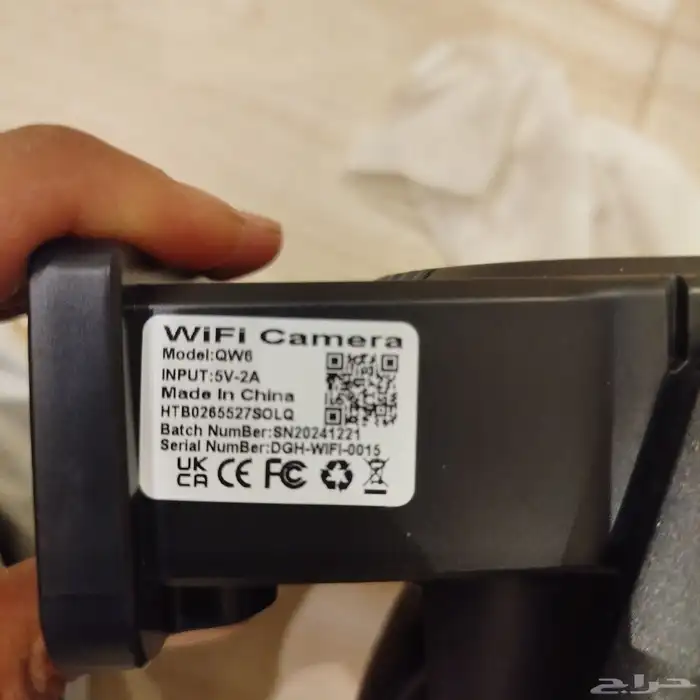 WiFi Camera
Model:QW6
INPUT:5V-2A
Made In China
HTB0265527SOLQ
Batch NumBer:SN20241221
Serial NumBer:DGH-WIFI-0015
UK CA CE FC
حراج